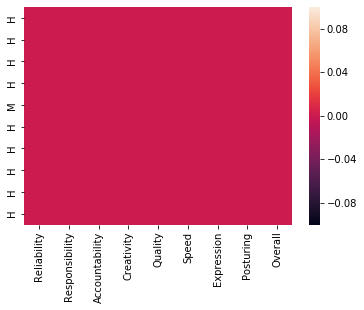 H
H
H
H
M
H
H
H
H
H
Reliability
Responsibility
Accountability
Creativity
Quality
Speed
Expression
Posturing
Overall
0.08
0.04
0.00
−0.04
−0.08